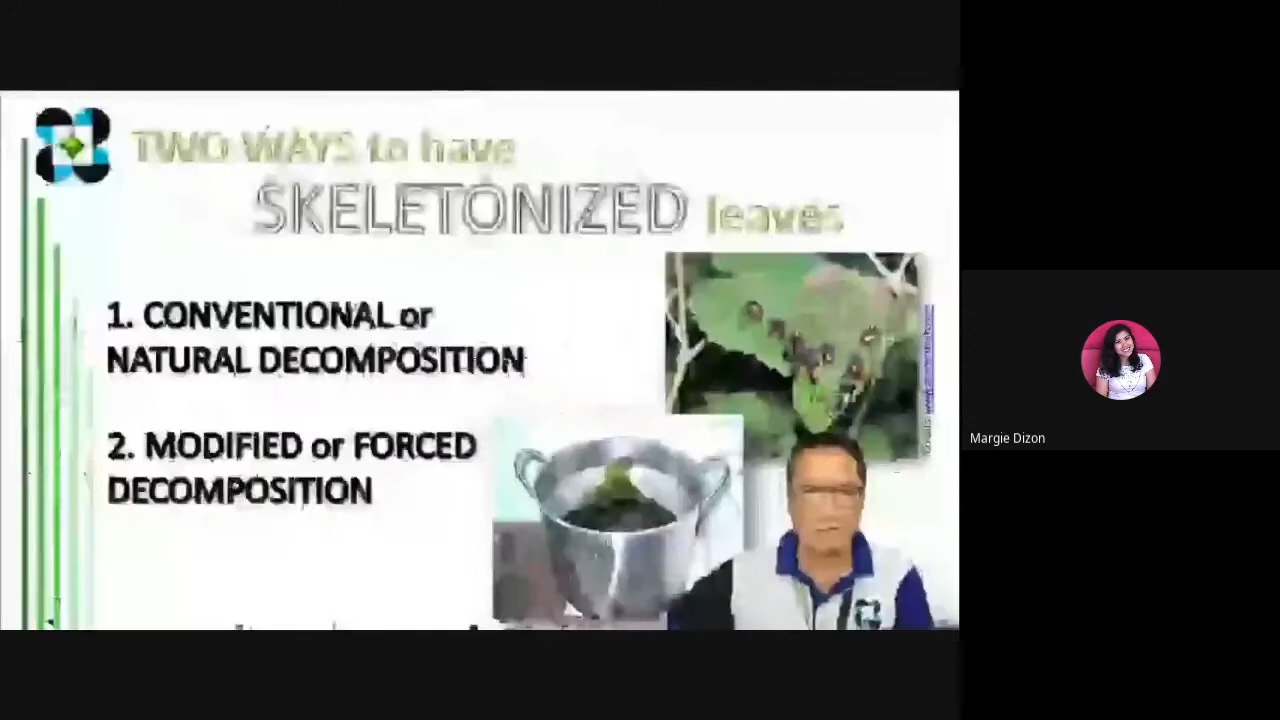 TWO WAYS to have
SKELETONIZED leaves
1. CONVENTIONAL or
NATURAL DECOMPOSITION
2. MODIFIED or FORCED
DECOMPOSITION
Margie Dizon